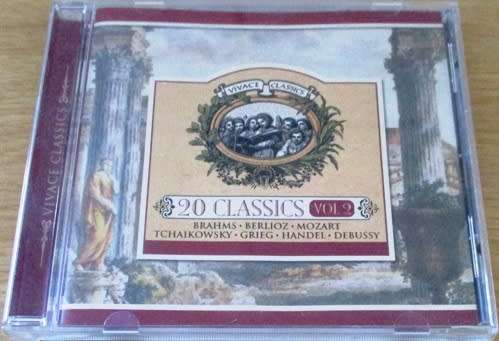 VIVACE CLASSICS
VIVACE CLASSICS
20 CLASSICS VOL 2
BRAHMS • BERLIOZ • MOZART
TCHAIKOWSKY • GRIEG • HANDEL • DEBUSSY